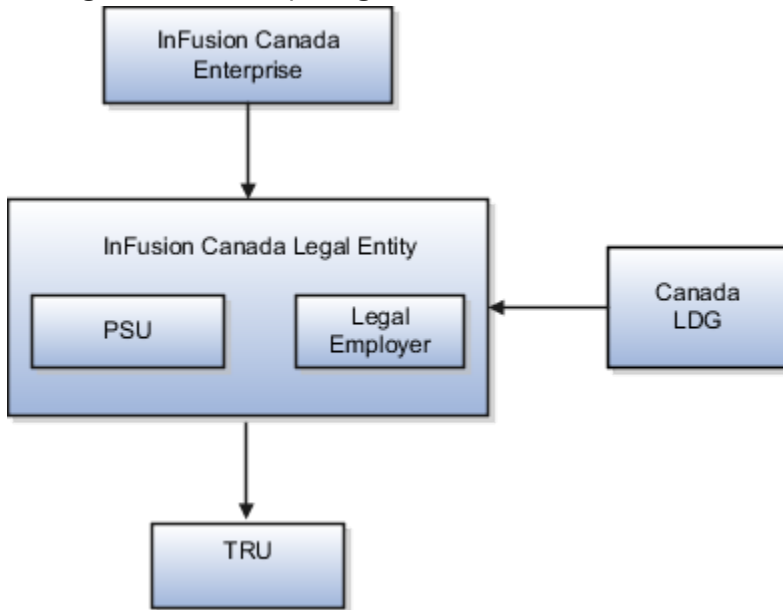 InFusion Canada
Enterprise
InFusion Canada Legal Entity
PSU
Legal
Employer
Canada
LDG
TRU